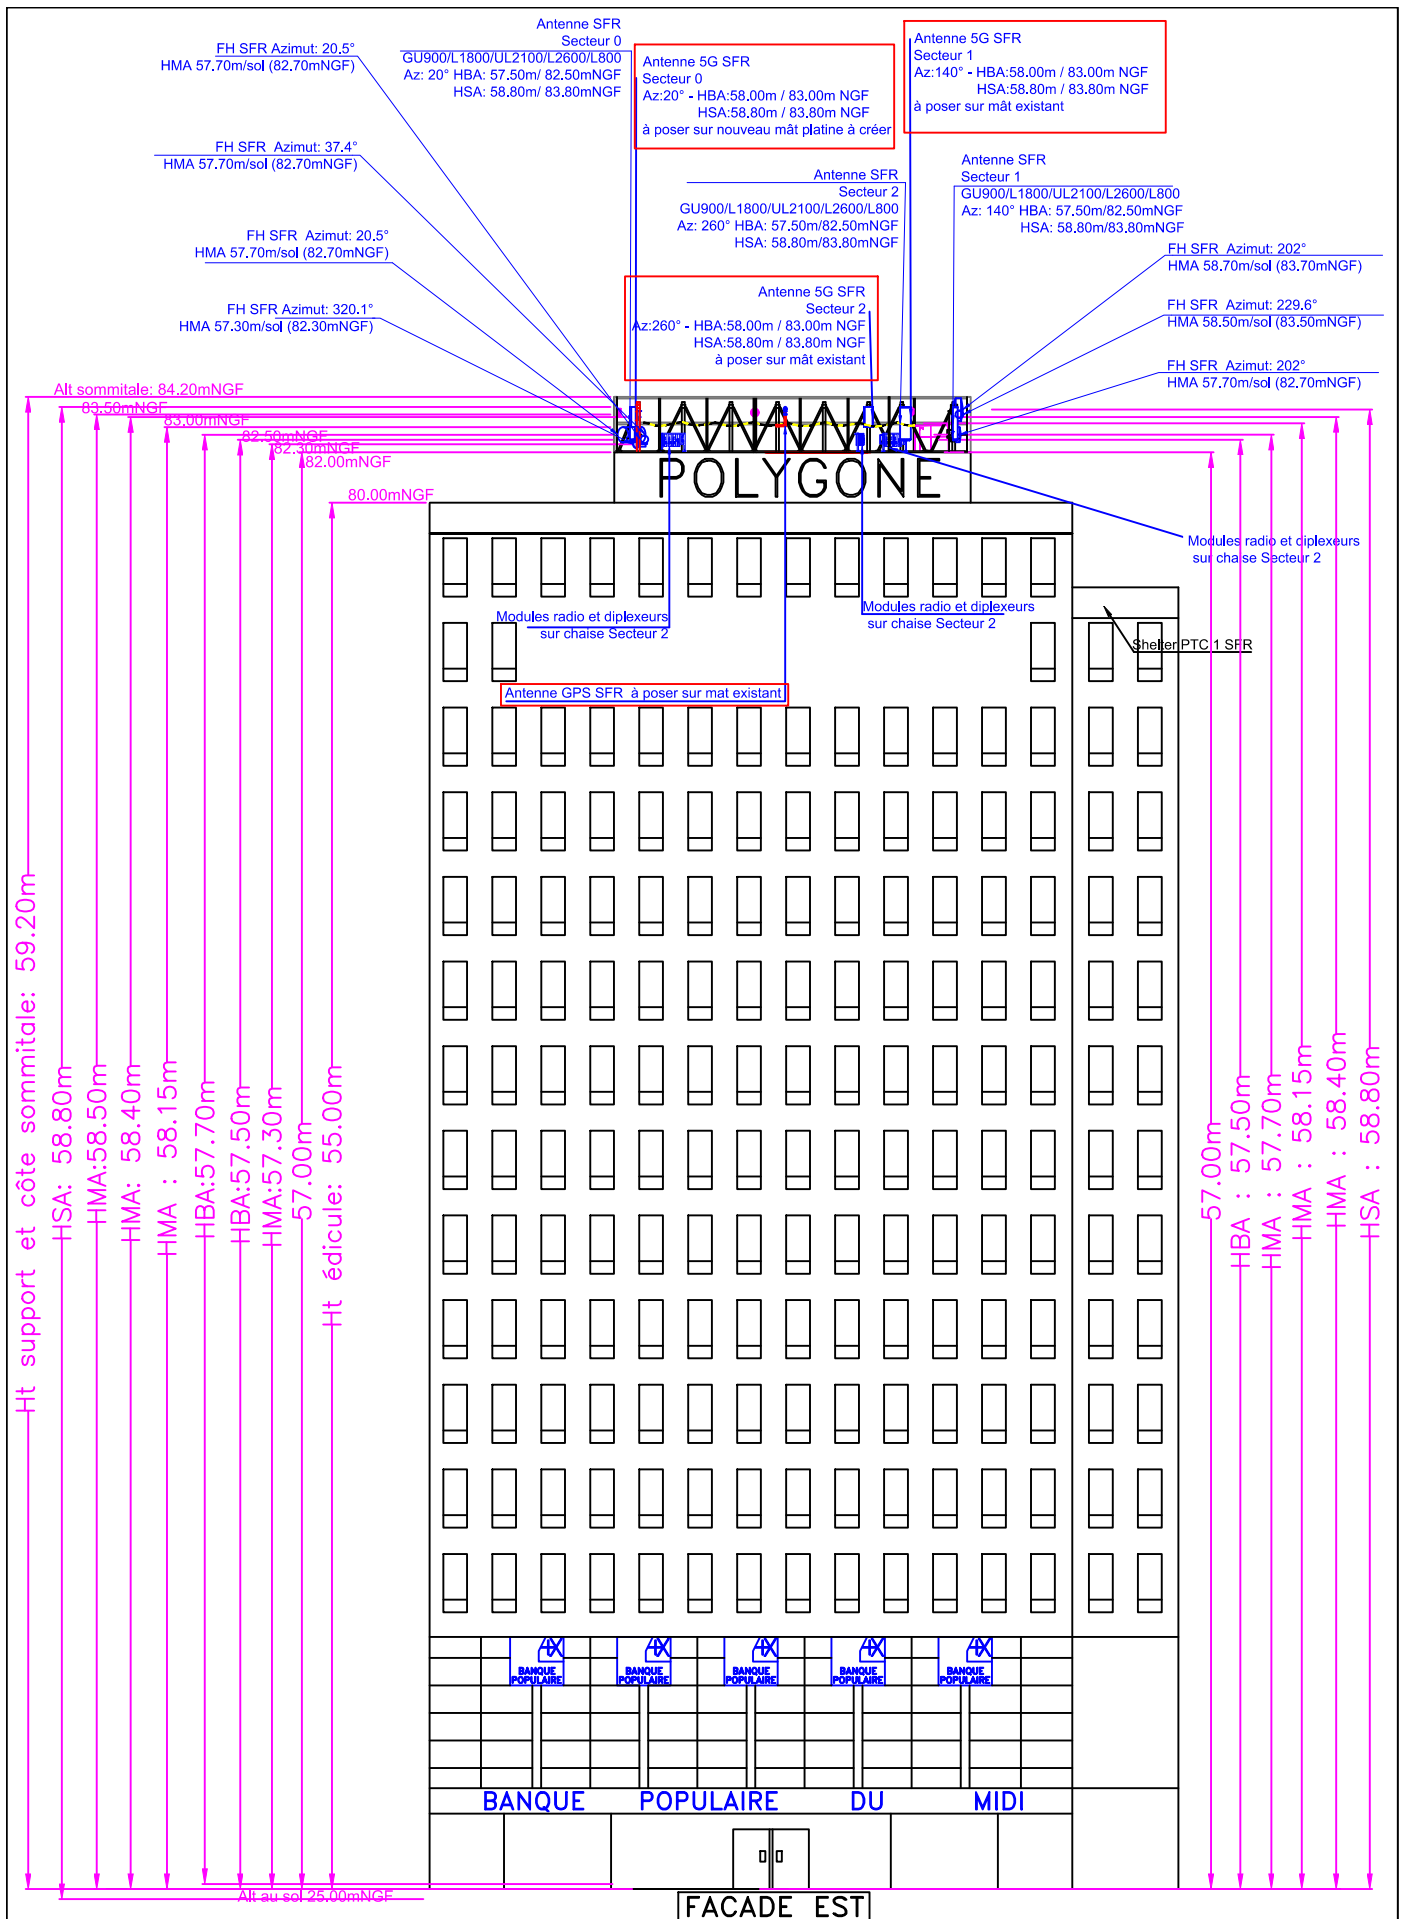 FH SFR Azimut: 20.5°
HMA 57.70m/sol (82.70mNGF)
Antenne SFR
Secteur 0
GU900/L1800/UL2100/L2600/L800
Az: 20° HBA: 57.50m/ 82.50mNGF
HSA: 58.80m/ 83.80mNGF
Antenne 5G SFR
Secteur 0
Az:20° - HBA:58.00m / 83.00m NGF
HSA:58.80m / 83.80m NGF
à poser sur nouveau mât platine à créer
Antenne 5G SFR
Secteur 1
Az:140° - HBA:58.00m / 83.00m NGF
HSA:58.80m / 83.80m NGF
à poser sur mât existant
FH SFR Azimut: 37.4°
HMA 57.70m/sol (82.70mNGF)
Antenne SFR
Secteur 2
GU900/L1800/UL2100/L2600/L800
Az: 260° HBA: 57.50m/82.50mNGF
HSA: 58.80m/83.80mNGF
Antenne SFR
Secteur 1
GU900/L1800/UL2100/L2600/L800
Az: 140° HBA: 57.50m/82.50mNGF
HSA: 58.80m/83.80mNGF
FH SFR Azimut: 20.5°
HMA 57.70m/sol (82.70mNGF)
FH SFR Azimut: 202°
HMA 58.70m/sol (83.70mNGF)
FH SFR Azimut: 320.1°
HMA 57.30m/sol (82.30mNGF)
Antenne 5G SFR
Secteur 2
Az:260° - HBA:58.00m / 83.00m NGF
HSA:58.80m / 83.80m NGF
à poser sur mât existant
FH SFR Azimut: 229.6°
HMA 58.50m/sol (83.50mNGF)
FH SFR Azimut: 202°
HMA 57.70m/sol (82.70mNGF)
Alt sommitale: 84.20mNGF
83.50mNGF
83.00mNGF
82.50mNGF
82.30mNGF
82.00mNGF
80.00mNGF
POLYGONE
Modules radio et diplexeurs
sur chaise Secteur 2
Modules radio et diplexeurs
sur chaise Secteur 2
Modules radio et diplexeurs
sur chaise Secteur 2
Shelter PTC 1 SFR
Antenne GPS SFR à poser sur mat existant
Ht support et côte sommitale: 59.20m
HSA: 58.80m
HMA:58.50m
HMA: 58.40m
HMA : 58.15m
HBA:57.70m
HBA:57.50m
HMA:57.30m
57.00m
Ht édicule: 55.00m
57.00m
HBA : 57.50m
HMA : 57.70m
HMA : 58.15m
HMA : 58.40m
HSA : 58.80m
BANQUE
POPULAIRE
BANQUE
POPULAIRE
BANQUE
POPULAIRE
BANQUE
POPULAIRE
BANQUE
POPULAIRE
BANQUE POPULAIRE DU MIDI
Alt au sol 25.00mNGF
FACADE EST